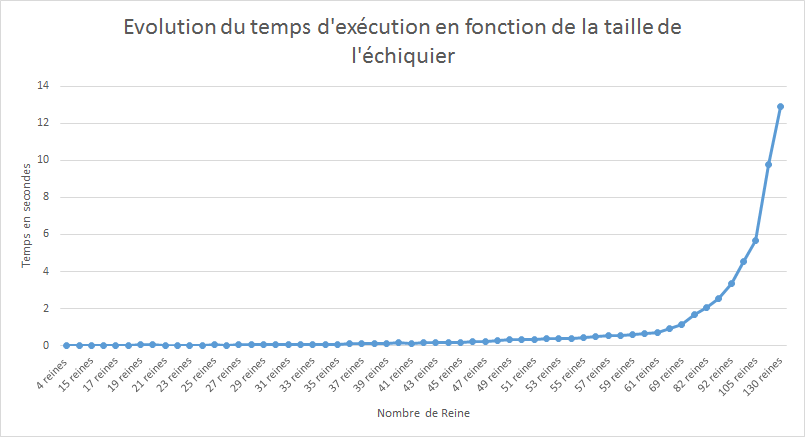 Evolution du temps d'exécution en fonction de la taille de
l'échiquier
14
12
10
8
6
4
2
0
Temps en secondes
4 reines
15 reines
17 reines
19 reines
21 reines
23 reines
25 reines
27 reines
29 reines
31 reines
33 reines
35 reines
37 reines
39 reines
41 reines
43 reines
45 reines
47 reines
49 reines
51 reines
53 reines
55 reines
57 reines
59 reines
61 reines
69 reines
82 reines
92 reines
105 reines
130 reines
Nombre de Reine